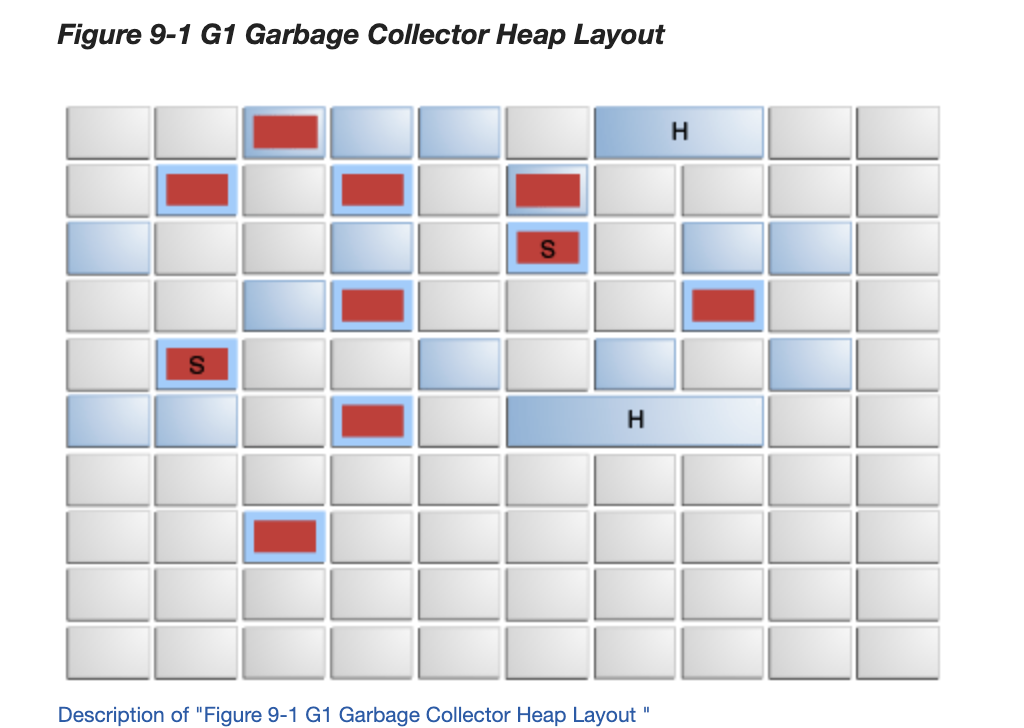 Figure 9-1 G1 Garbage Collector Heap Layout
H
S
S
H
Description of "Figure 9-1 G1 Garbage Collector Heap Layout "